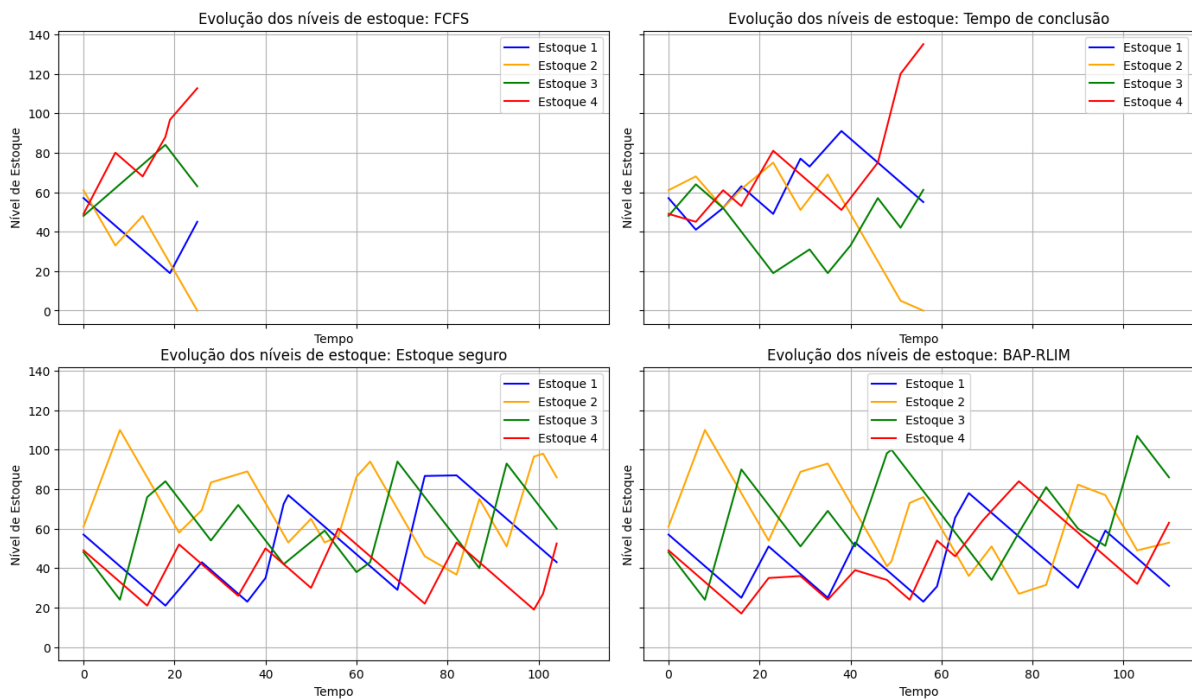 Evolução dos níveis de estoque: FCFS
Nível de Estoque
140
120
100
80
60
40
20
0
Estoque 1
Estoque 2
Estoque 3
Estoque 4
Tempo
Evolução dos níveis de estoque: Tempo de conclusão
Nível de Estoque
Estoque 1
Estoque 2
Estoque 3
Estoque 4
Tempo
Evolução dos níveis de estoque: Estoque seguro
Nível de Estoque
140
120
100
80
60
40
20
0
Estoque 1
Estoque 2
Estoque 3
Estoque 4
0 20 40 60 80 100
Tempo
Evolução dos níveis de estoque: BAP-RLIM
Nível de Estoque
Estoque 1
Estoque 2
Estoque 3
Estoque 4
0 20 40 60 80 100
Tempo